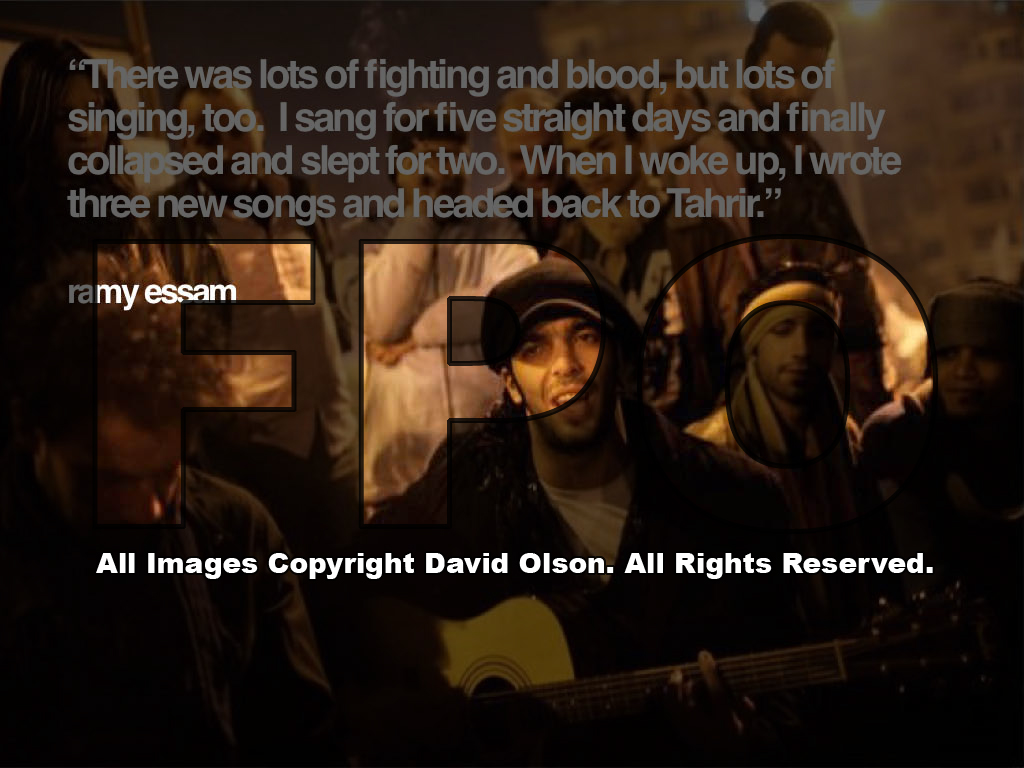 “There was lots of fighting and blood, but lots of
singing, too.  I sang for five straight days and finally
collapsed and slept for two.  When I woke up, I wrote
three new songs and headed back to Tahrir.”
ramy essam
FPO
All Images Copyright David Olson. All Rights Reserved.